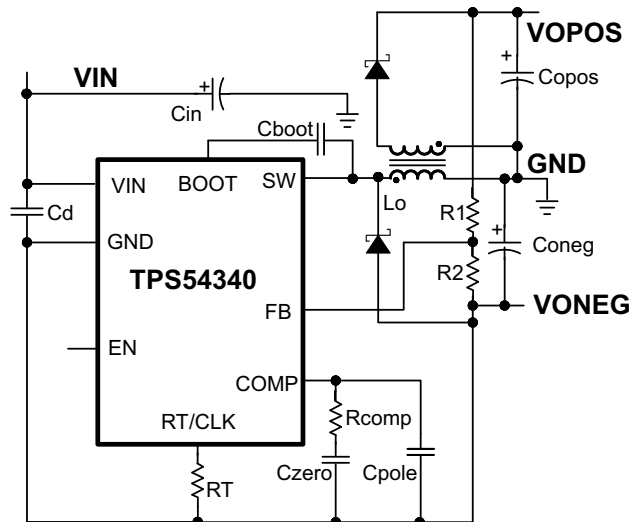 VOPOS
VIN
+
Copos
+
Cin
Cboot
GND
VIN
BOOT
SW
Lo
R1
Cd
GND
+
Coneg
TPS54340
R2
FB
VONEG
EN
COMP
RT/CLK
Rcomp
RT
Czero
Cpole